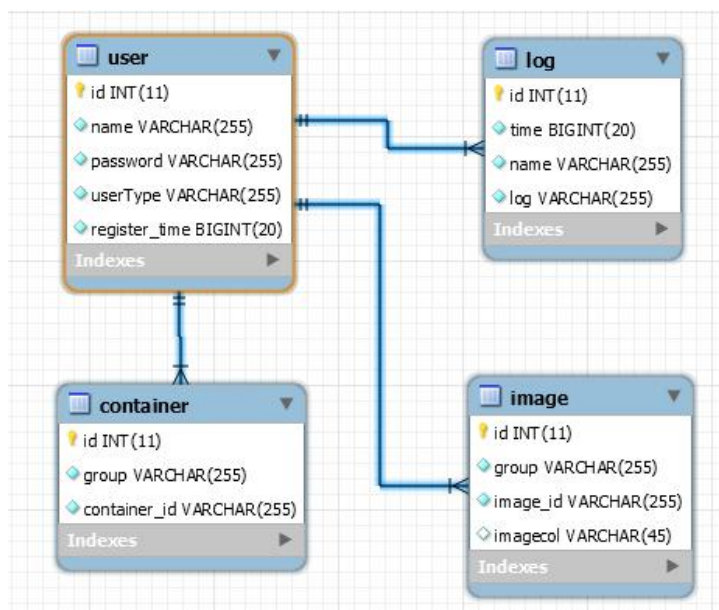 user
id INT(11)
name VARCHAR(255)
password VARCHAR(255)
userType VARCHAR(255)
register_time BIGINT(20)
Indexes
log
id INT(11)
time BIGINT(20)
name VARCHAR(255)
log VARCHAR(255)
Indexes
container
id INT(11)
group VARCHAR(255)
container_id VARCHAR(255)
Indexes
image
id INT(11)
group VARCHAR(255)
image_id VARCHAR(255)
imagecol VARCHAR(45)
Indexes